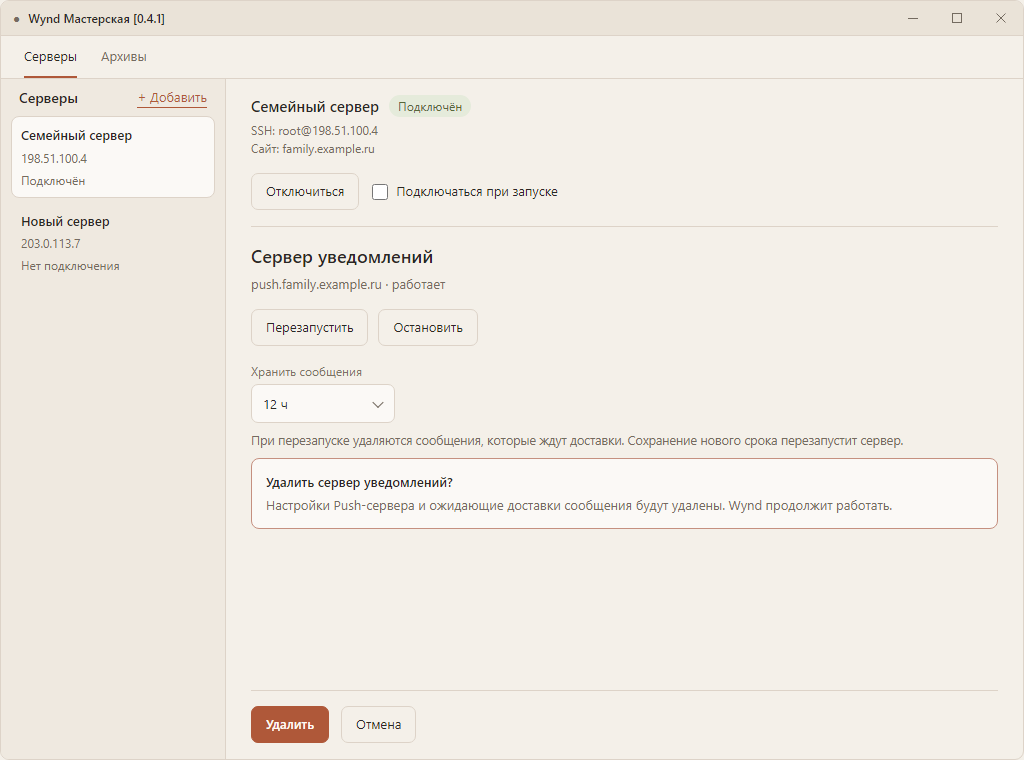 Wynd Мастерская [0.4.1]
Серверы
Архивы
Серверы
+ Добавить
Семейный сервер
198.51.100.4
Подключён
Новый сервер
203.0.113.7
Нет подключения
Семейный сервер
Подключён
SSH: root@198.51.100.4
Сайт: family.example.ru
Отключиться
Подключаться при запуске
Сервер уведомлений
push.family.example.ru · работает
Перезапустить
Остановить
Хранить сообщения
12 ч
При перезапуске удаляются сообщения, которые ждут доставки. Сохранение нового срока перезапустит сервер.
Удалить сервер уведомлений?
Настройки Push-сервера и ожидающие доставки сообщения будут удалены. Wynd продолжит работать.
Удалить
Отмена